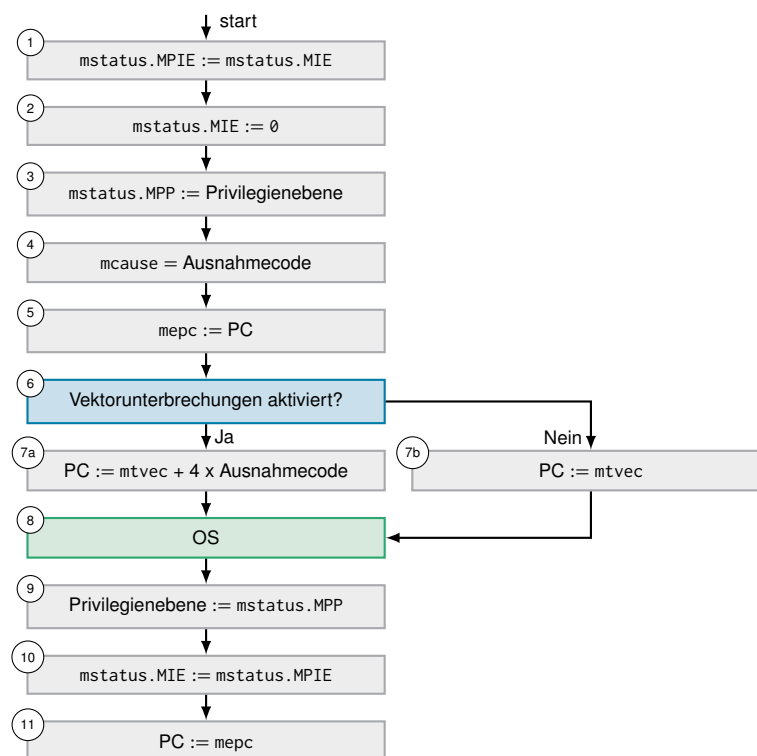 start
1
mstatus.MPIE := mstatus.MIE
2
mstatus.MIE := 0
3
mstatus.MPP := Privilegienebene
4
mcause = Ausnahmecode
5
mepc := PC
6
Vektorunterbrechungen aktiviert?
Ja
Nein
7a
PC := mtvec + 4 x Ausnahmecode
7b
PC := mtvec
8
OS
9
Privilegienebene := mstatus.MPP
10
mstatus.MIE := mstatus.MPIE
11
PC := mepc